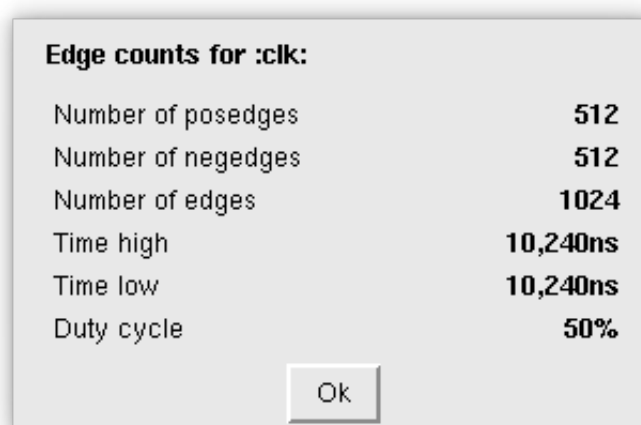 Edge counts for :clk:
Number of posedges 512
Number of negedges 512
Number of edges 1024
Time high 10,240ns
Time low 10,240ns
Duty cycle 50%
Ok